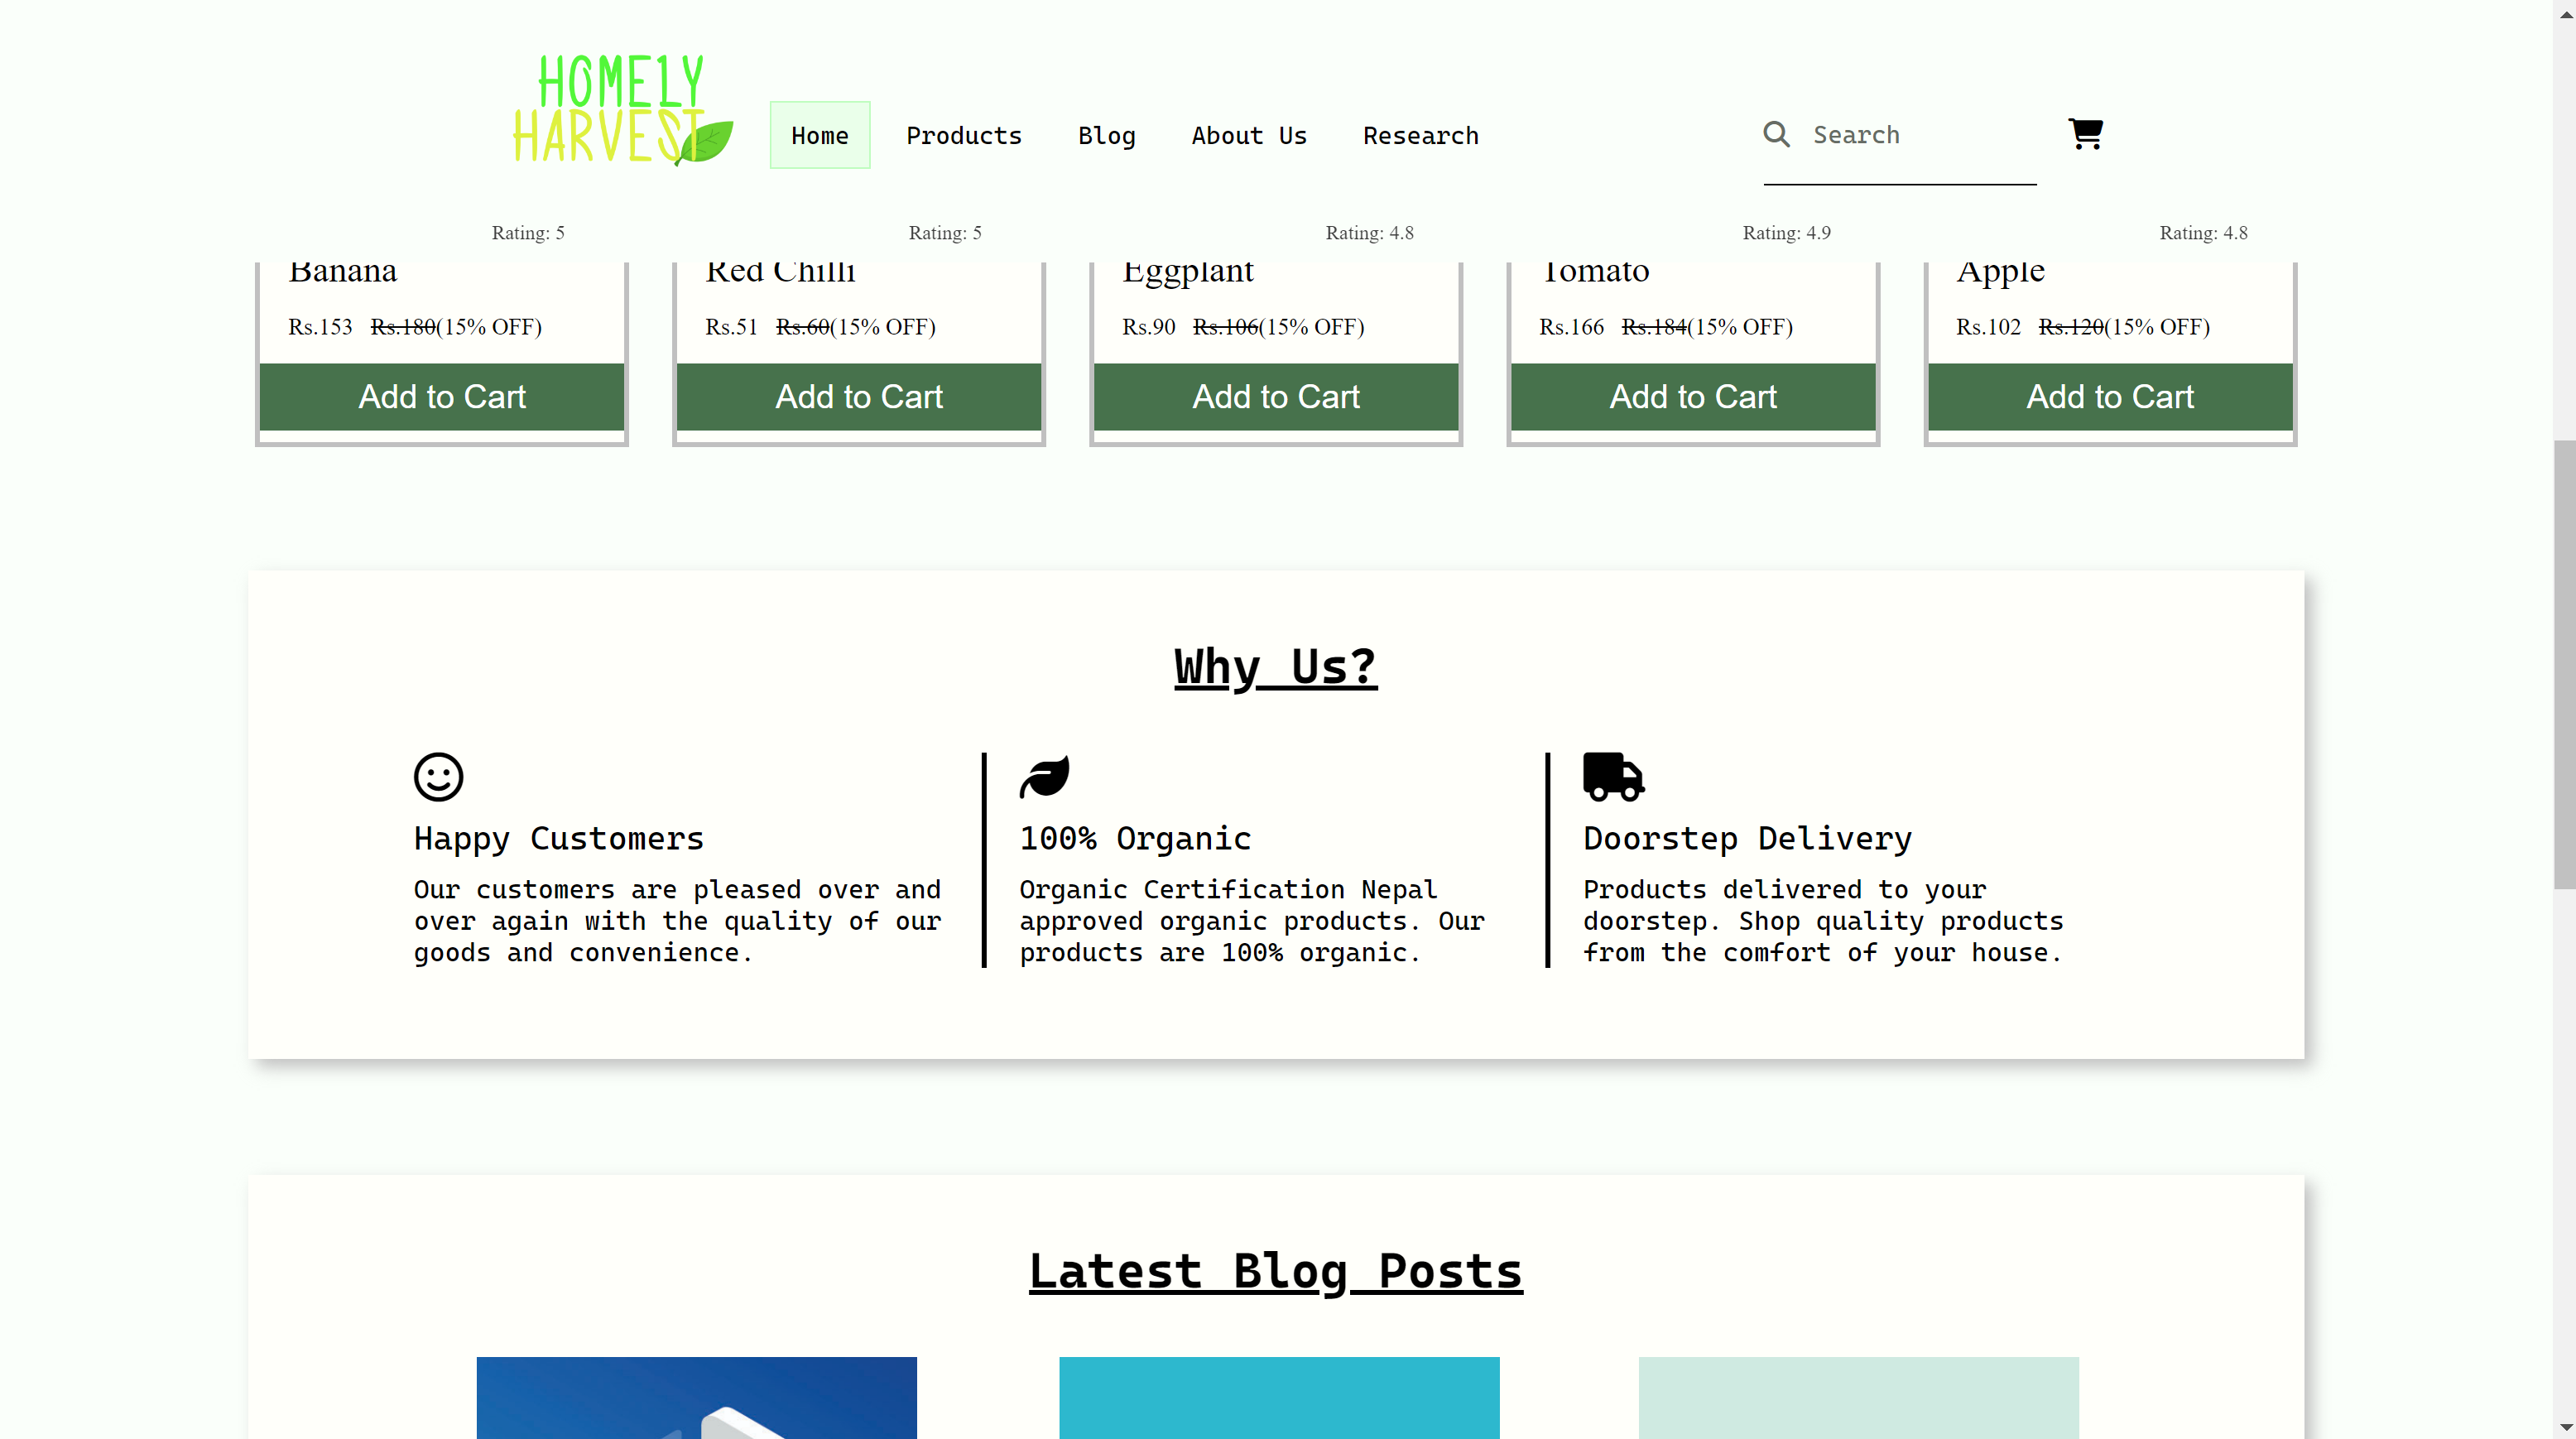 HOMELY
HARVEST
Home Products Blog About Us Research Search
Rating: 5 Rating: 5 Rating: 4.8 Rating: 4.9 Rating: 4.8
Banana Red Chilli Eggplant Tomato Apple
Rs.153 Rs.180(15% OFF) Rs.51 Rs.60(15% OFF) Rs.90 Rs.106(15% OFF) Rs.166 Rs.184(15% OFF) Rs.102 Rs.120(15% OFF)
Add to Cart Add to Cart Add to Cart Add to Cart Add to Cart
Why Us?
Happy Customers
Our customers are pleased over and
over again with the quality of our
goods and convenience.
100% Organic
Organic Certification Nepal
approved organic products. Our
products are 100% organic.
Doorstep Delivery
Products delivered to your
doorstep. Shop quality products
from the comfort of your house.
Latest Blog Posts